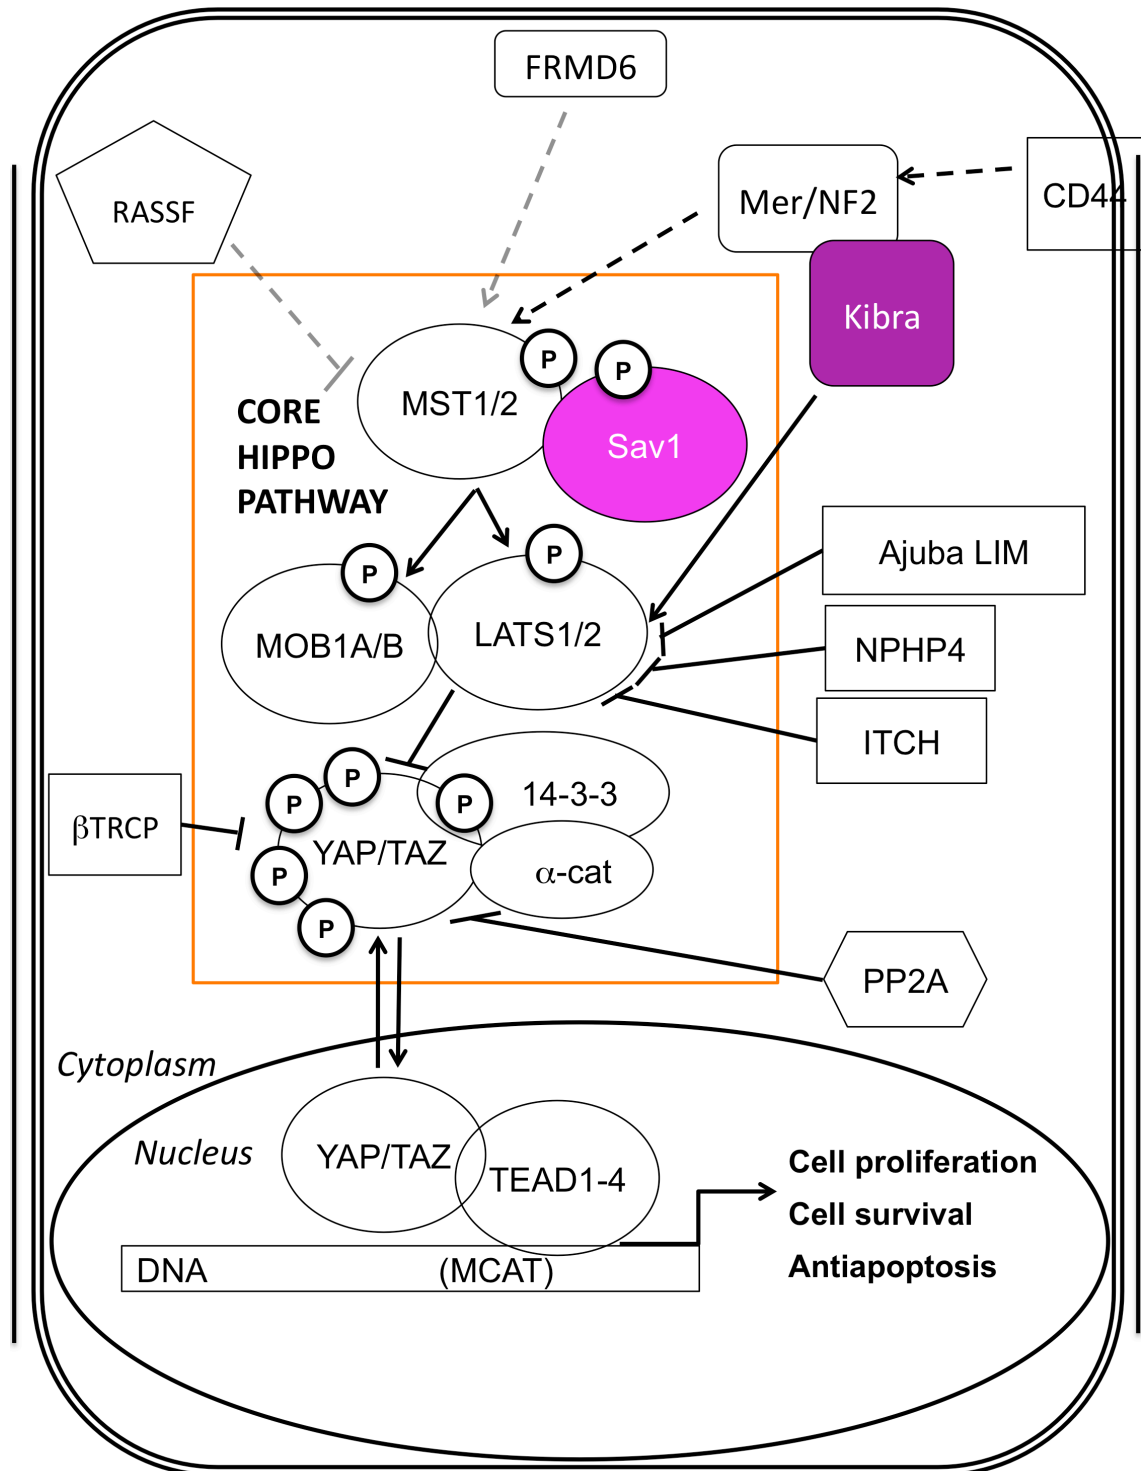 FRMD6
RASSF
Mer/NF2
CD44
Kibra
P
P
MST1/2
Sav1
CORE
HIPPO
PATHWAY
P
P
MOB1A/B
LATS1/2
Ajuba LIM
NPHP4
ITCH
P
P
P
14-3-3
βTRCP
YAP/TAZ
P
α-cat
P
PP2A
Cytoplasm
Nucleus
YAP/TAZ
TEAD1-4
Cell proliferation
Cell survival
Antiapoptosis
DNA
(MCAT)